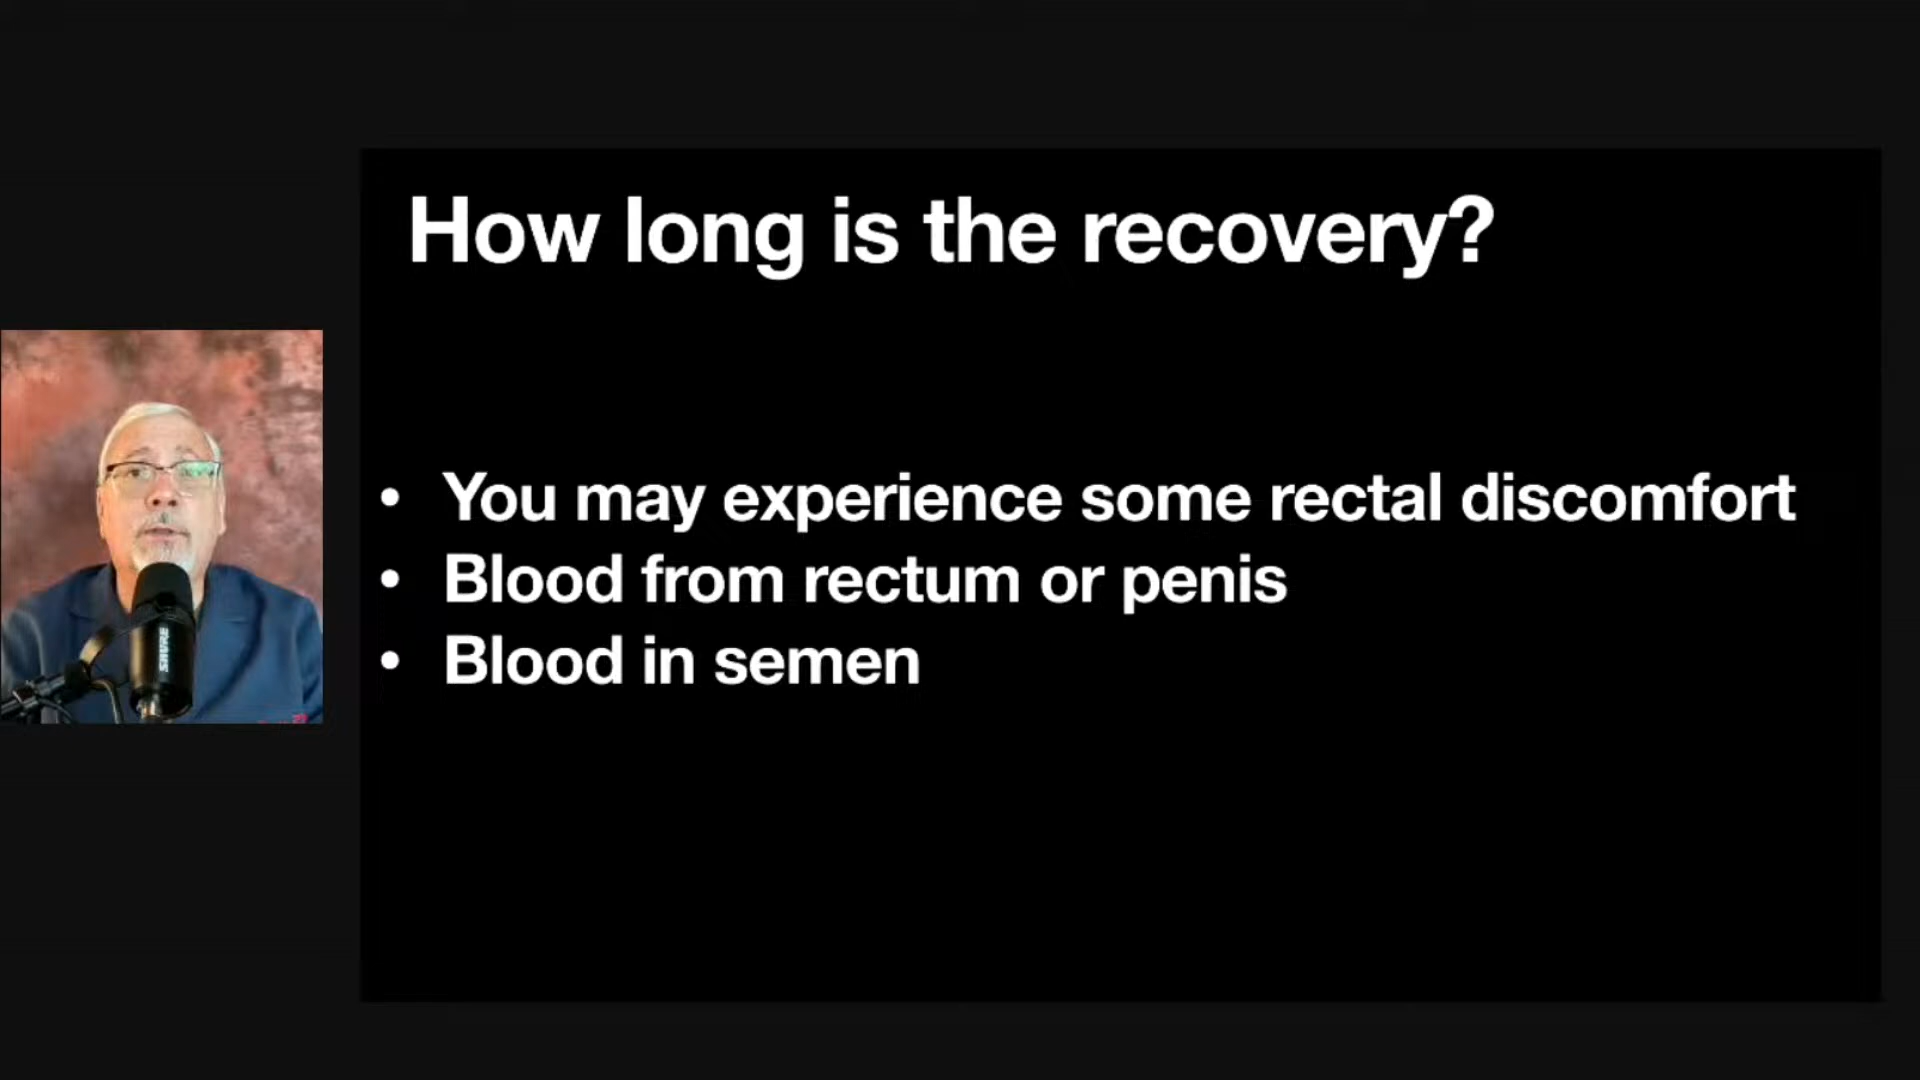 How long is the recovery?
• You may experience some rectal discomfort
• Blood from rectum or penis
• Blood in semen
SHURE